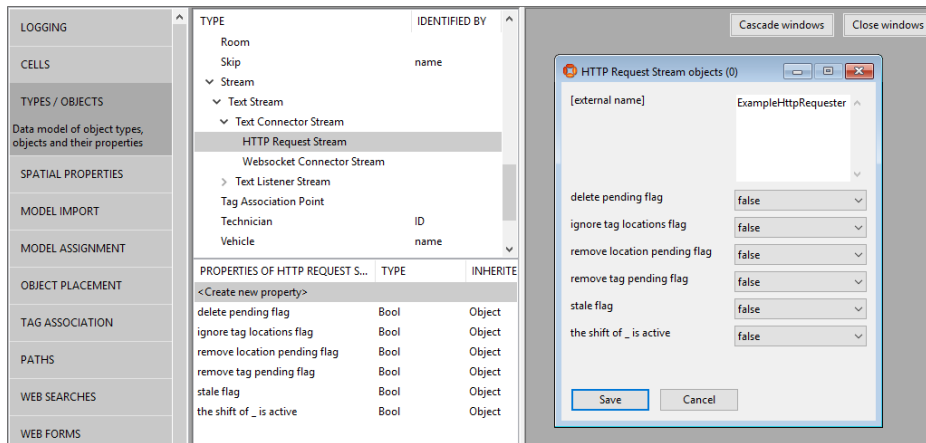 LOGGING
CELLS
TYPES / OBJECTS
Data model of object types,
objects and their properties
SPATIAL PROPERTIES
MODEL IMPORT
MODEL ASSIGNMENT
OBJECT PLACEMENT
TAG ASSOCIATION
PATHS
WEB SEARCHES
WEB FORMS
TYPE IDENTIFIED BY
Room
Skip name
Stream
Text Stream
Text Connector Stream
HTTP Request Stream
Websocket Connector Stream
Text Listener Stream
Tag Association Point
Technician ID
Vehicle name
PROPERTIES OF HTTP REQUEST S... TYPE INHERITE
<Create new property>
delete pending flag Bool Object
ignore tag locations flag Bool Object
remove location pending flag Bool Object
remove tag pending flag Bool Object
stale flag Bool Object
the shift of _ is active Bool Object
Cascade windows Close windows
HTTP Request Stream objects (0)
[external name] ExampleHttpRequester
delete pending flag false
ignore tag locations flag false
remove location pending flag false
remove tag pending flag false
stale flag false
the shift of _ is active false
Save Cancel